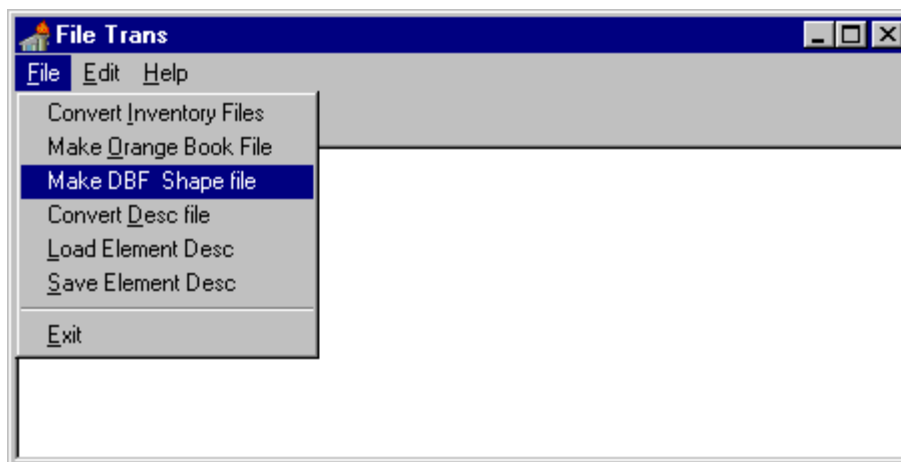 File Trans
File Edit Help
Convert Inventory Files
Make Orange Book File
Make DBF Shape file
Convert Desc file
Load Element Desc
Save Element Desc
Exit